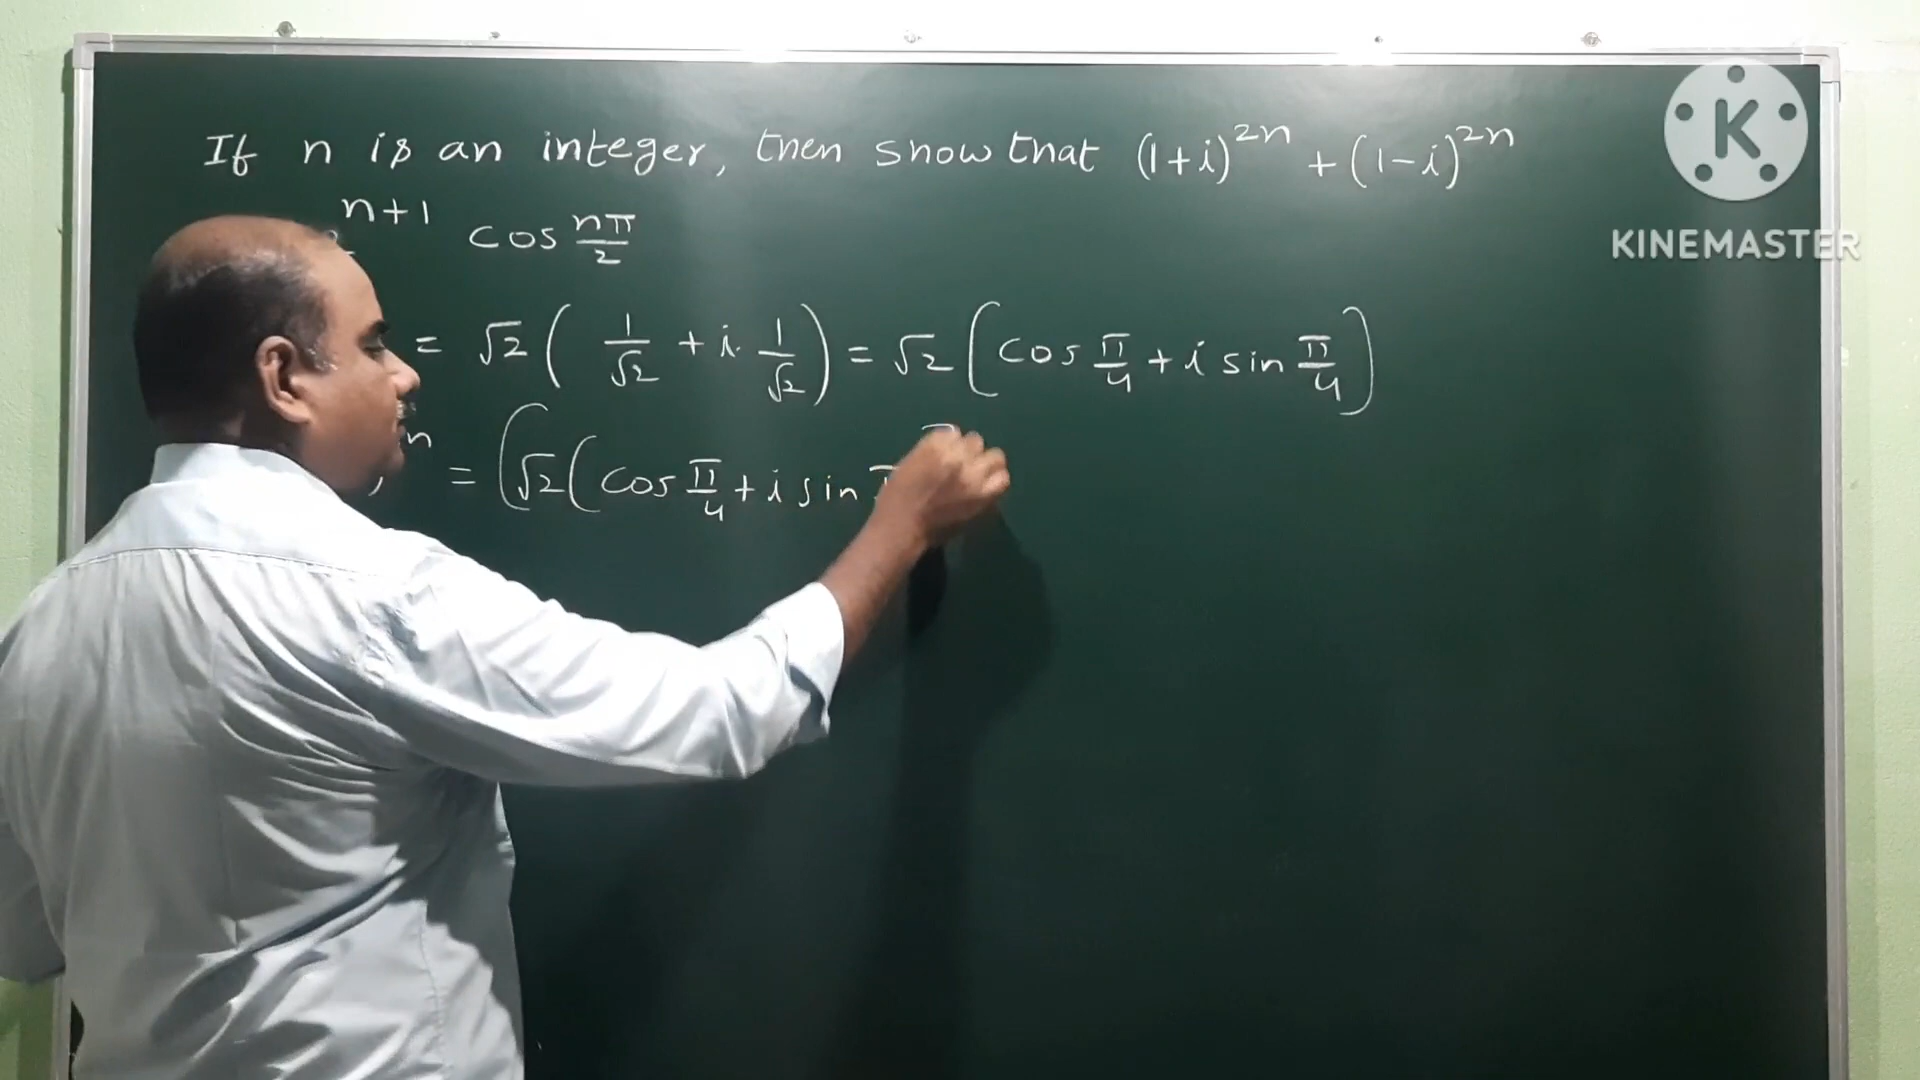 If n is an integer, then show that (1+i)^{2n} + (1-i)^{2n}
n+1 cos nπ/2
= √2 ( 1/√2 + i. 1/√2 ) = √2 ( cos π/4 + i sin π/4 )
n = ( √2 ( cos π/4 + i sin
K
KINEMASTER